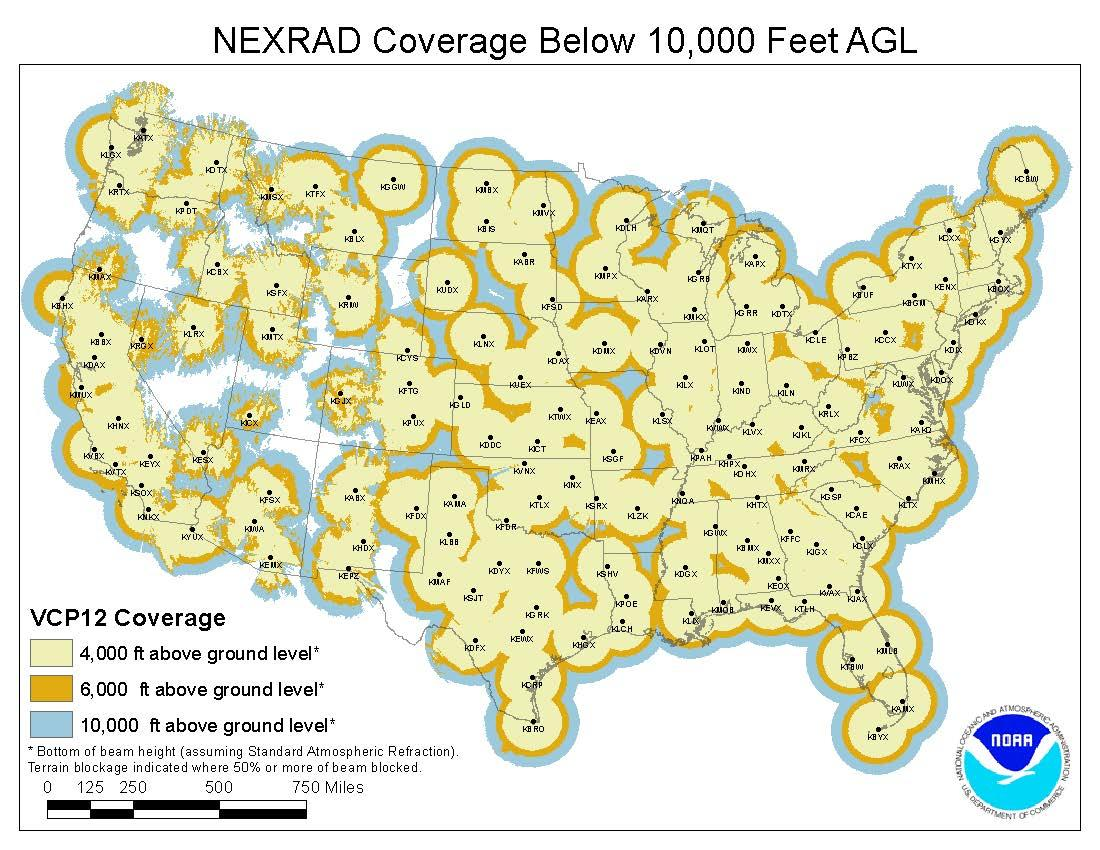 NEXRAD Coverage Below 10,000 Feet AGL
KATX
KLGX
KOTX
KRTX
KPDT
KMSX
KTFX
KGGW
KMBX
KBIS
KMVX
KDLH
KMQT
KCBW
KCXX
KGYX
KTYX
KBLX
KMAX
KCBX
KSFX
KRIW
KUDX
KABR
KMPX
KGRB
KAPX
KBUF
KENX
KBGM
KBOX
KBHX
KBBX
KDAX
KRGX
KLRX
KMTX
KCYS
KLNX
KFSD
KOAX
KARX
KMKX
KGRR
KDTX
KCLE
KPBZ
KCCX
KOKX
KDIX
KMUX
KHNX
KGJX
KICX
KFTG
KPUX
KGLD
KUEX
KDMX
KDVN
KLOT
KIWX
KILX
KIND
KILN
KLWX
KDOX
KRLX
KVBX
KVTX
KEYX
KESX
KSOX
KNKX
KYUX
KFSX
KIWA
KEMX
KABX
KHDX
KEPZ
KDDC
KTWX
KICT
KEAX
KSGF
KLSX
KVWX
KLVX
KJKL
KFCX
KAKQ
KPAH
KHPX
KOHX
KMRX
KRAX
KMHX
KFDX
KAMA
KLBB
KVNX
KINX
KTLX
KSRX
KLZK
KNQA
KHTX
KGSP
KCAE
KLTX
KFDR
KMAF
KDYX
KFWS
KSHV
KGWX
KBMX
KFFC
KJGX
KCLX
KMXX
KDGX
KEOX
KVAX
KJAX
KSJT
KGRK
KPOE
KLCH
KLIX
KMOB
KEVX
KTLH
KDFX
KEWX
KHGX
KCRP
KBRO
KMLB
KTBW
KAMX
KBYX
VCP12 Coverage
4,000 ft above ground level*
6,000 ft above ground level*
10,000 ft above ground level*
* Bottom of beam height (assuming Standard Atmospheric Refraction).
Terrain blockage indicated where 50% or more of beam blocked.
0 125 250 500 750 Miles
NOAA
NATIONAL OCEANIC AND ATMOSPHERIC ADMINISTRATION
U.S. DEPARTMENT OF COMMERCE